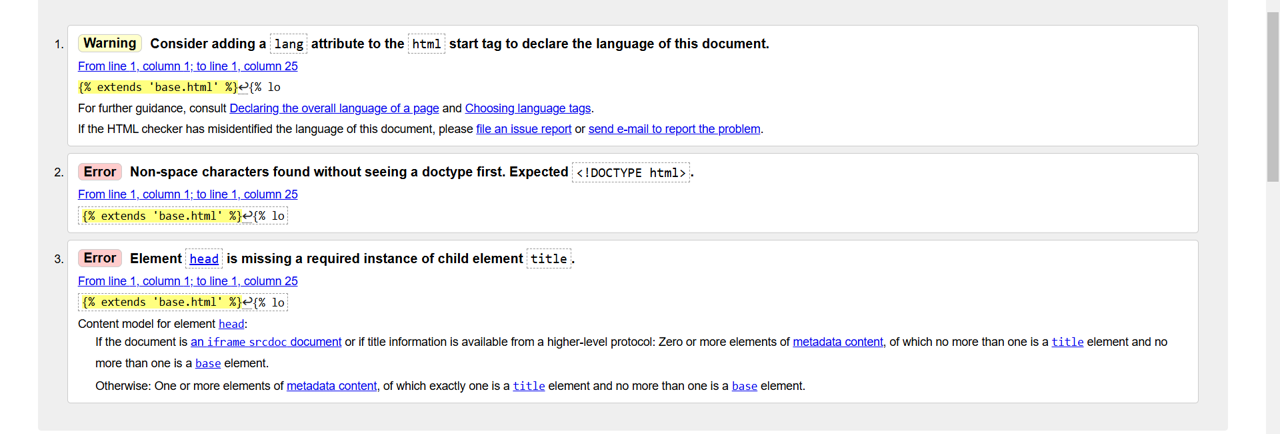 1. Warning Consider adding a lang attribute to the html start tag to declare the language of this document.
From line 1, column 1; to line 1, column 25
{% extends 'base.html' %}↩{% lo
For further guidance, consult Declaring the overall language of a page and Choosing language tags.
If the HTML checker has misidentified the language of this document, please file an issue report or send e-mail to report the problem.
2. Error Non-space characters found without seeing a doctype first. Expected <!DOCTYPE html>.
From line 1, column 1; to line 1, column 25
{% extends 'base.html' %}↩{% lo
3. Error Element head is missing a required instance of child element title.
From line 1, column 1; to line 1, column 25
{% extends 'base.html' %}↩{% lo
Content model for element head:
If the document is an iframe srcdoc document or if title information is available from a higher-level protocol: Zero or more elements of metadata content, of which no more than one is a title element and no
more than one is a base element.
Otherwise: One or more elements of metadata content, of which exactly one is a title element and no more than one is a base element.